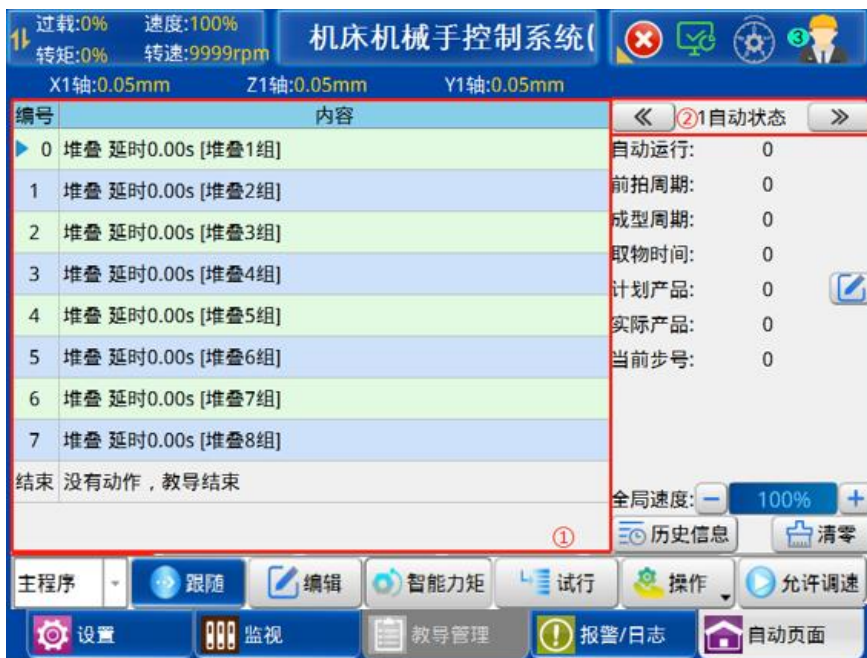 过载:0% 速度:100% 机床机械手控制系统(
转矩:0% 转速:9999rpm 3
X1轴:0.05mm Z1轴:0.05mm Y1轴:0.05mm
编号 内容 《 ②1自动状态 》
0 堆叠 延时0.00s [堆叠1组] 自动运行: 0
1 堆叠 延时0.00s [堆叠2组] 前拍周期: 0
2 堆叠 延时0.00s [堆叠3组] 成型周期: 0
3 堆叠 延时0.00s [堆叠4组] 取物时间: 0
4 堆叠 延时0.00s [堆叠5组] 计划产品: 0
5 堆叠 延时0.00s [堆叠6组] 实际产品: 0
6 堆叠 延时0.00s [堆叠7组] 当前步号: 0
7 堆叠 延时0.00s [堆叠8组]
结束 没有动作，教导结束
全局速度: − 100% +
① 历史信息 清零
主程序 跟随 编辑 智能力矩 试行 操作 允许调速
设置 监视 教导管理 报警/日志 自动页面